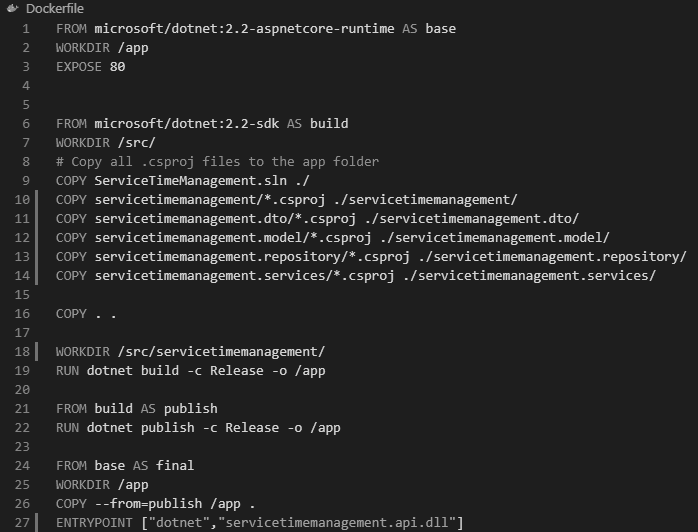 Dockerfile
1 FROM microsoft/dotnet:2.2-aspnetcore-runtime AS base
2 WORKDIR /app
3 EXPOSE 80
4
5
6 FROM microsoft/dotnet:2.2-sdk AS build
7 WORKDIR /src/
8 # Copy all .csproj files to the app folder
9 COPY ServiceTimeManagement.sln ./
10 COPY servicetimemanagement/*.csproj ./servicetimemanagement/
11 COPY servicetimemanagement.dto/*.csproj ./servicetimemanagement.dto/
12 COPY servicetimemanagement.model/*.csproj ./servicetimemanagement.model/
13 COPY servicetimemanagement.repository/*.csproj ./servicetimemanagement.repository/
14 COPY servicetimemanagement.services/*.csproj ./servicetimemanagement.services/
15
16 COPY . .
17
18 WORKDIR /src/servicetimemanagement/
19 RUN dotnet build -c Release -o /app
20
21 FROM build AS publish
22 RUN dotnet publish -c Release -o /app
23
24 FROM base AS final
25 WORKDIR /app
26 COPY --from=publish /app .
27 ENTRYPOINT ["dotnet","servicetimemanagement.api.dll"]